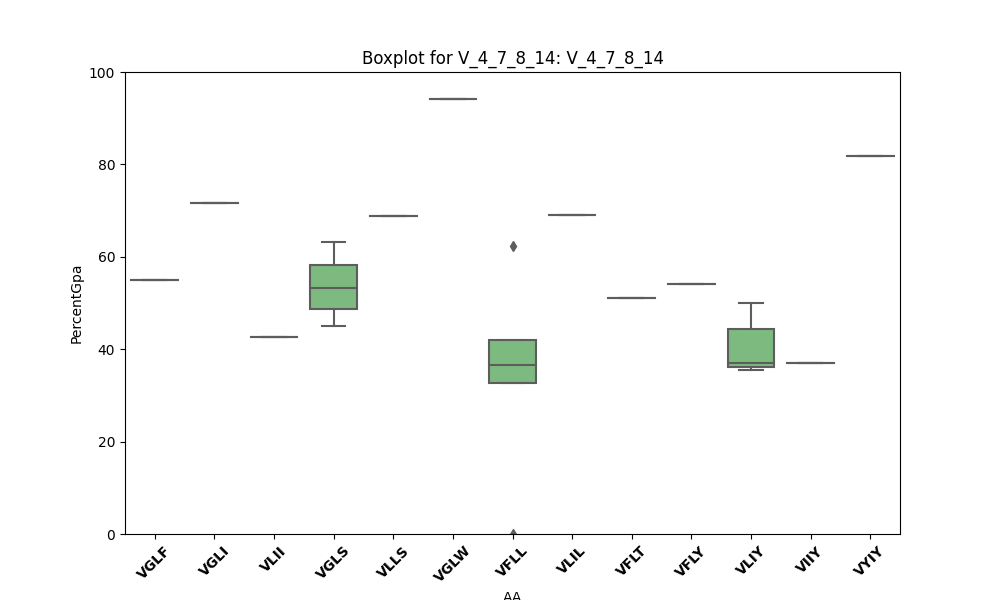 Boxplot for V_4_7_8_14: V_4_7_8_14
PercentGpa
100
80
60
40
20
0
VGLF
VGLI
VLII
VGLS
VLLS
VGLW
VFLL
VLIL
VFLT
VFLY
VLIY
VIIY
VYIY
AA